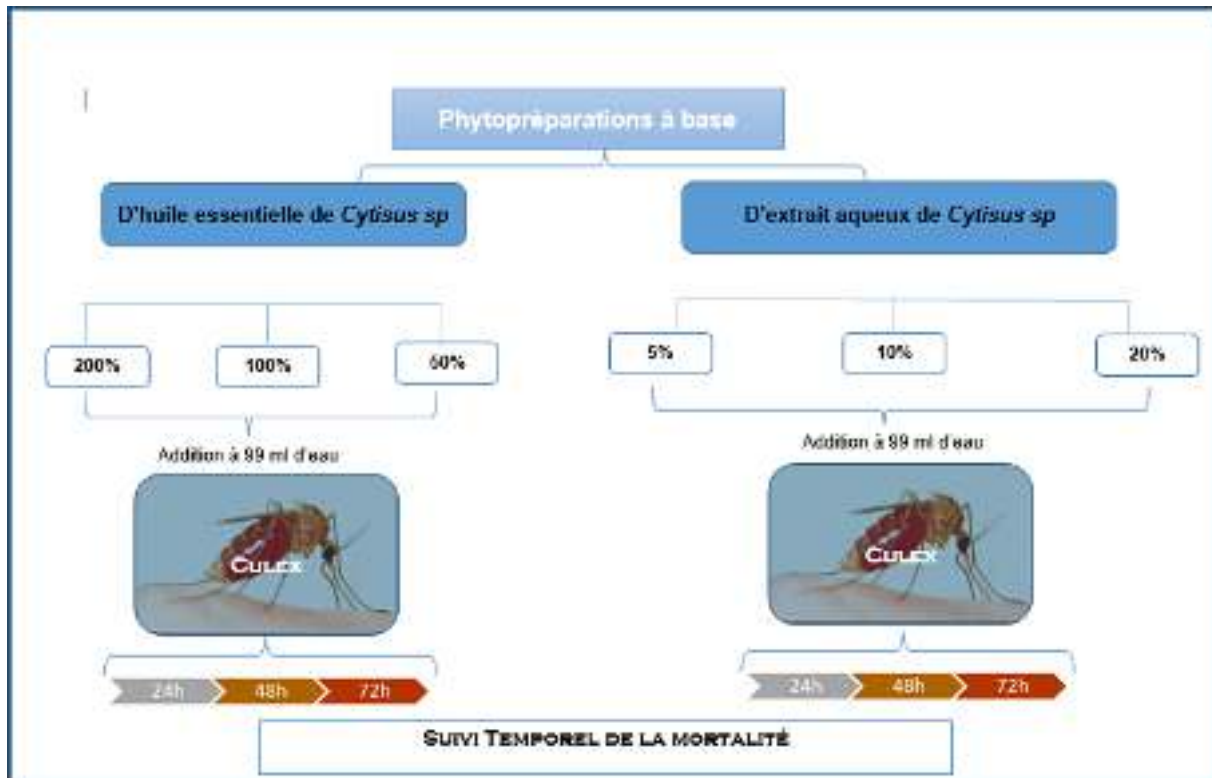 Phytopréparations à base
D'huile essentielle de Cytisus sp
D'extrait aqueux de Cytisus sp
200%
100%
50%
5%
10%
20%
Addition à 99 ml d'eau
Addition à 99 ml d'eau
CULEX
CULEX
24h
48h
72h
24h
48h
72h
SUIVI TEMPOREL DE LA MORTALITÉ